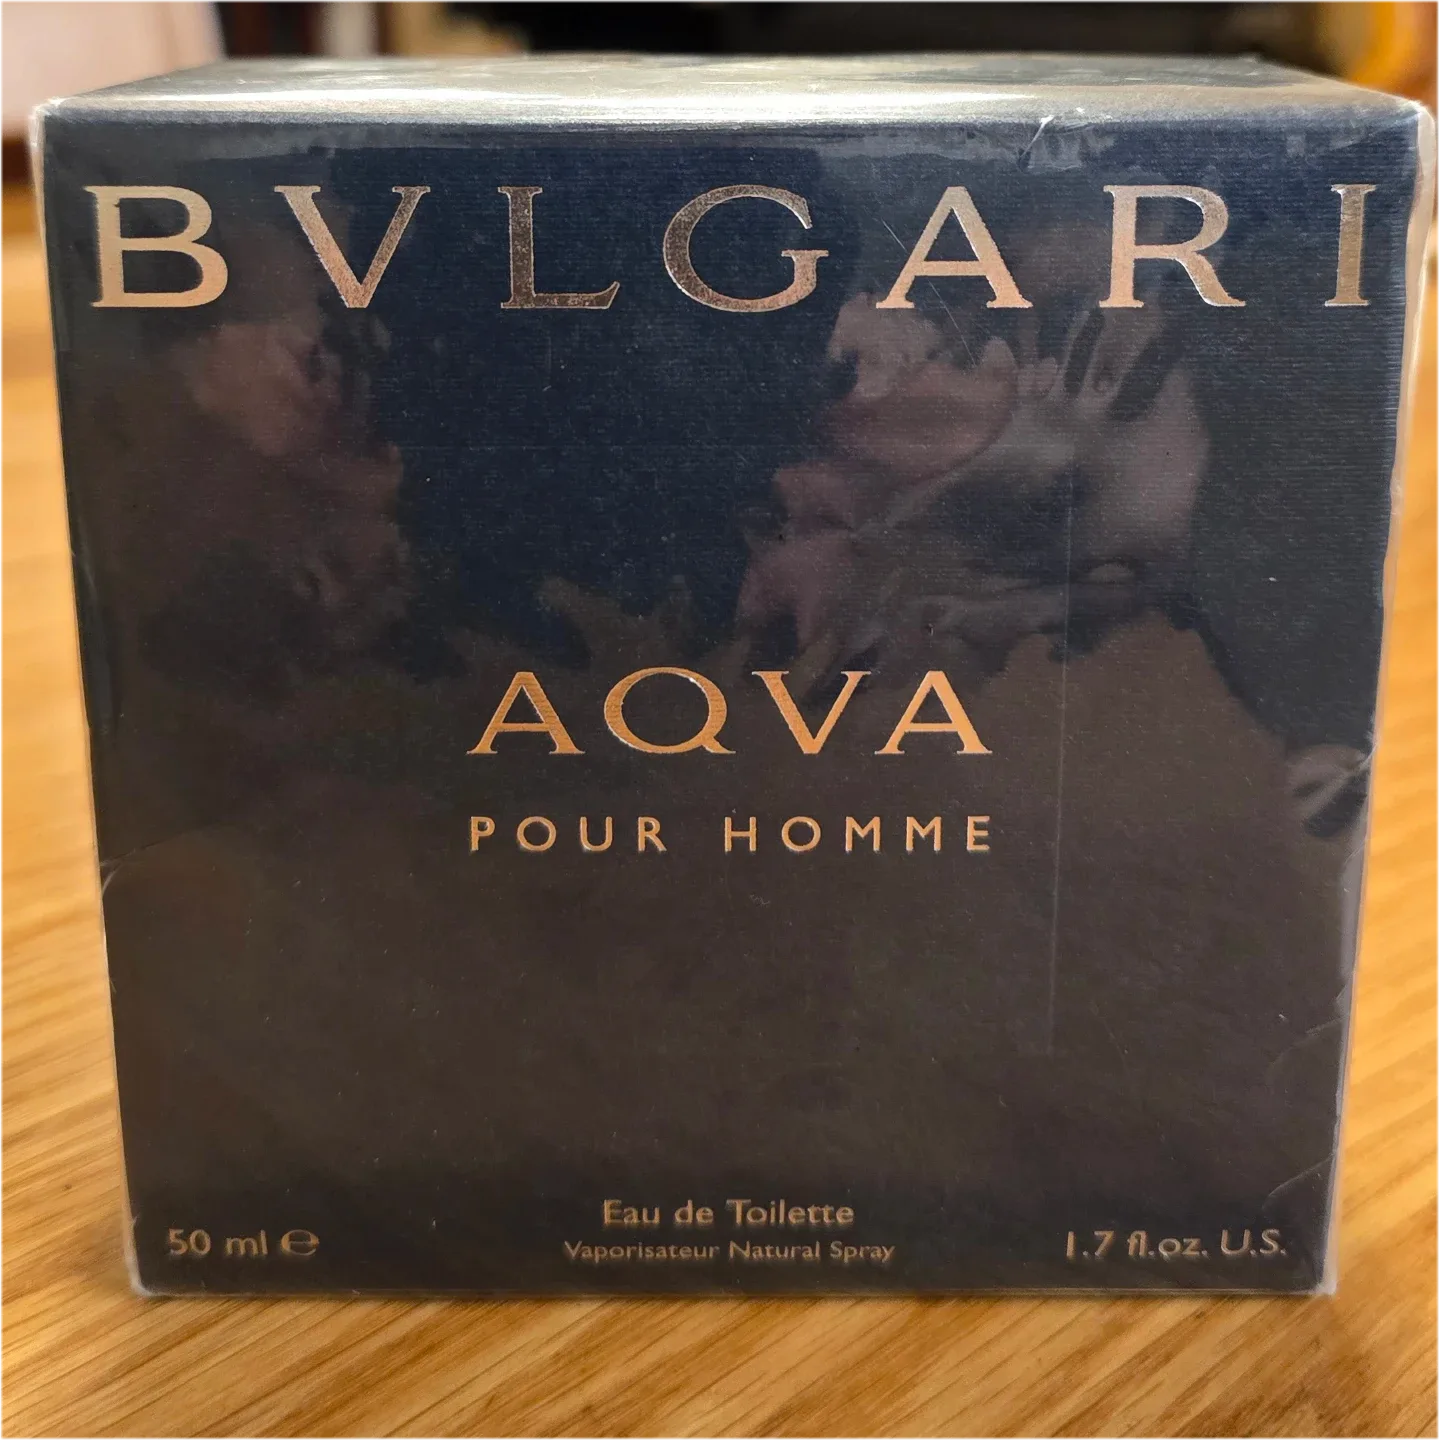 BVLGARI
AQVA
POUR HOMME
Eau de Toilette
Vaporisateur Natural Spray
50 ml ℮
1.7 fl.oz. U.S.